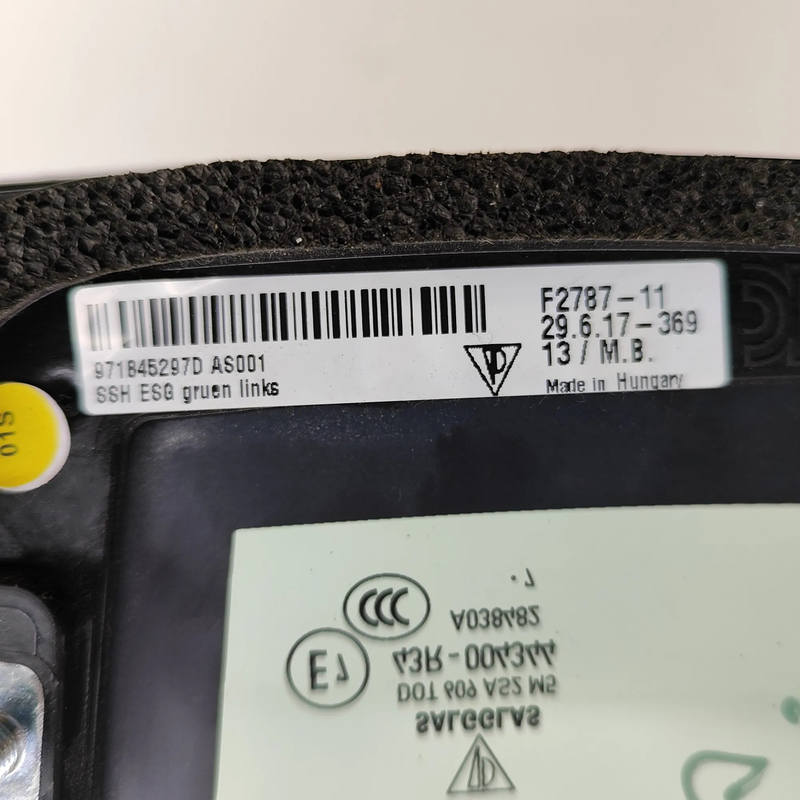 F2787-11
29.6.17-369
13 / M.B.
Made in Hungary
971845297D AS001
SSH ESG gruen links
01S
.7
CCC
A038482
E7
43R-004344
DOT 609 AS2 M5
SALGGLAS